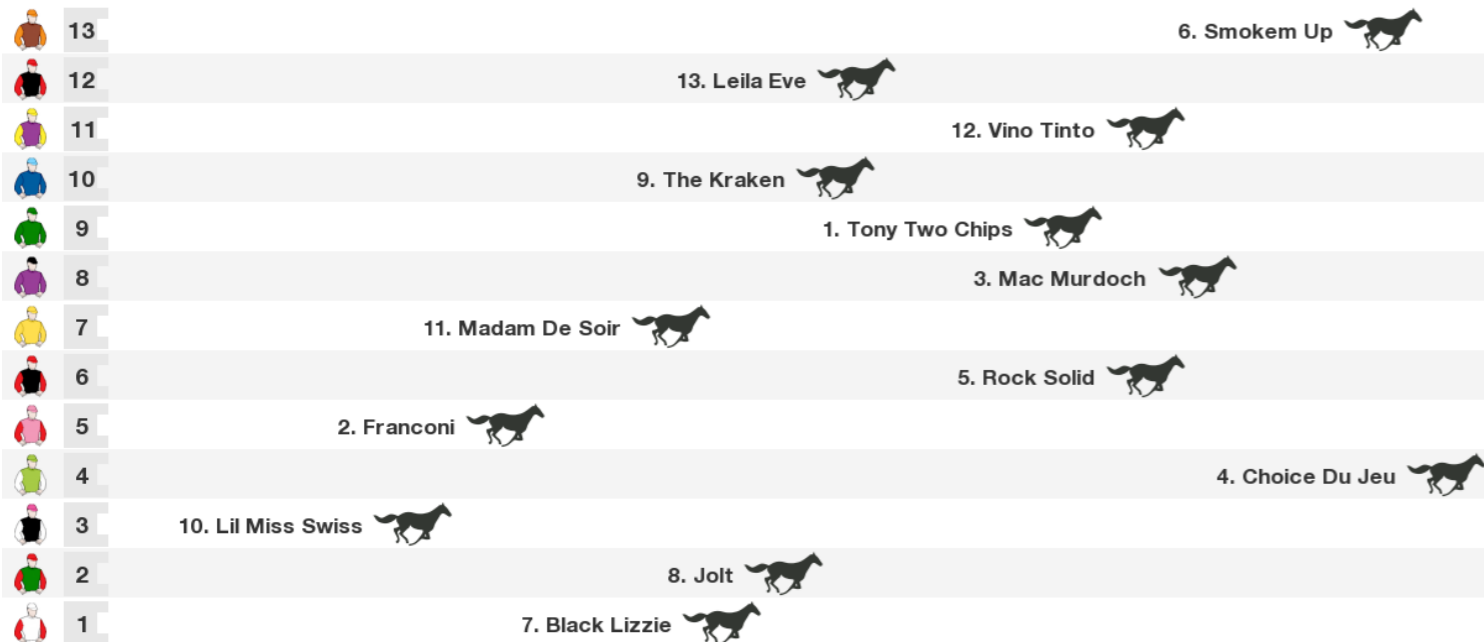 13 6. Smokem Up
12 13. Leila Eve
11 12. Vino Tinto
10 9. The Kraken
9 1. Tony Two Chips
8 3. Mac Murdoch
7 11. Madam De Soir
6 5. Rock Solid
5 2. Franconi
4 4. Choice Du Jeu
3 10. Lil Miss Swiss
2 8. Jolt
1 7. Black Lizzie